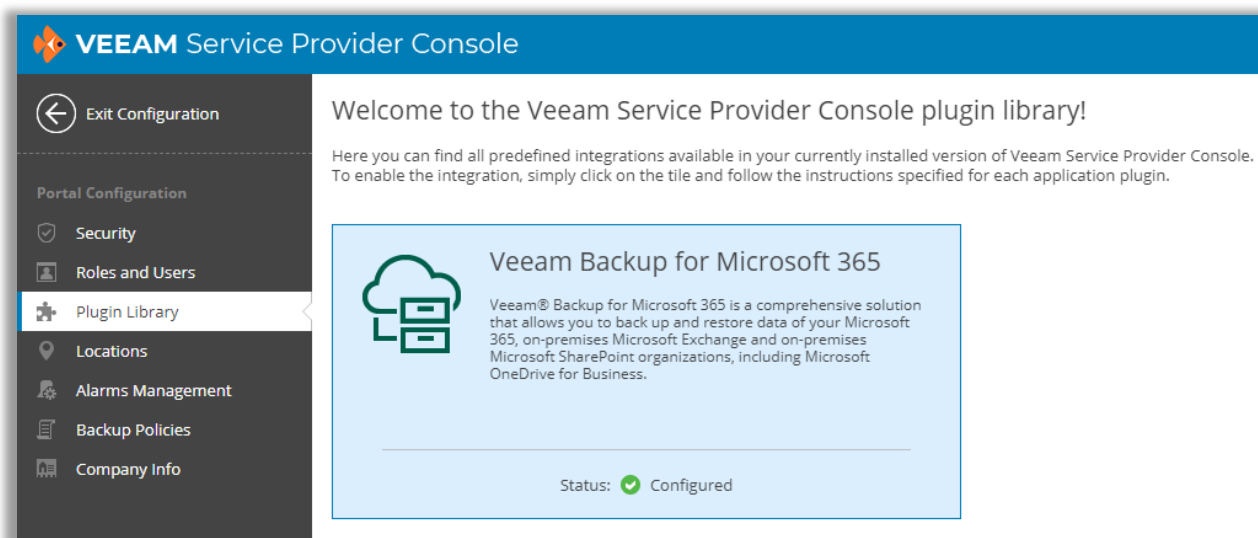 VEEAM Service Provider Console
Exit Configuration
Portal Configuration
Security
Roles and Users
Plugin Library
Locations
Alarms Management
Backup Policies
Company Info
Welcome to the Veeam Service Provider Console plugin library!
Here you can find all predefined integrations available in your currently installed version of Veeam Service Provider Console.
To enable the integration, simply click on the tile and follow the instructions specified for each application plugin.
Veeam Backup for Microsoft 365
Veeam® Backup for Microsoft 365 is a comprehensive solution
that allows you to back up and restore data of your Microsoft
365, on-premises Microsoft Exchange and on-premises
Microsoft SharePoint organizations, including Microsoft
OneDrive for Business.
Status: Configured